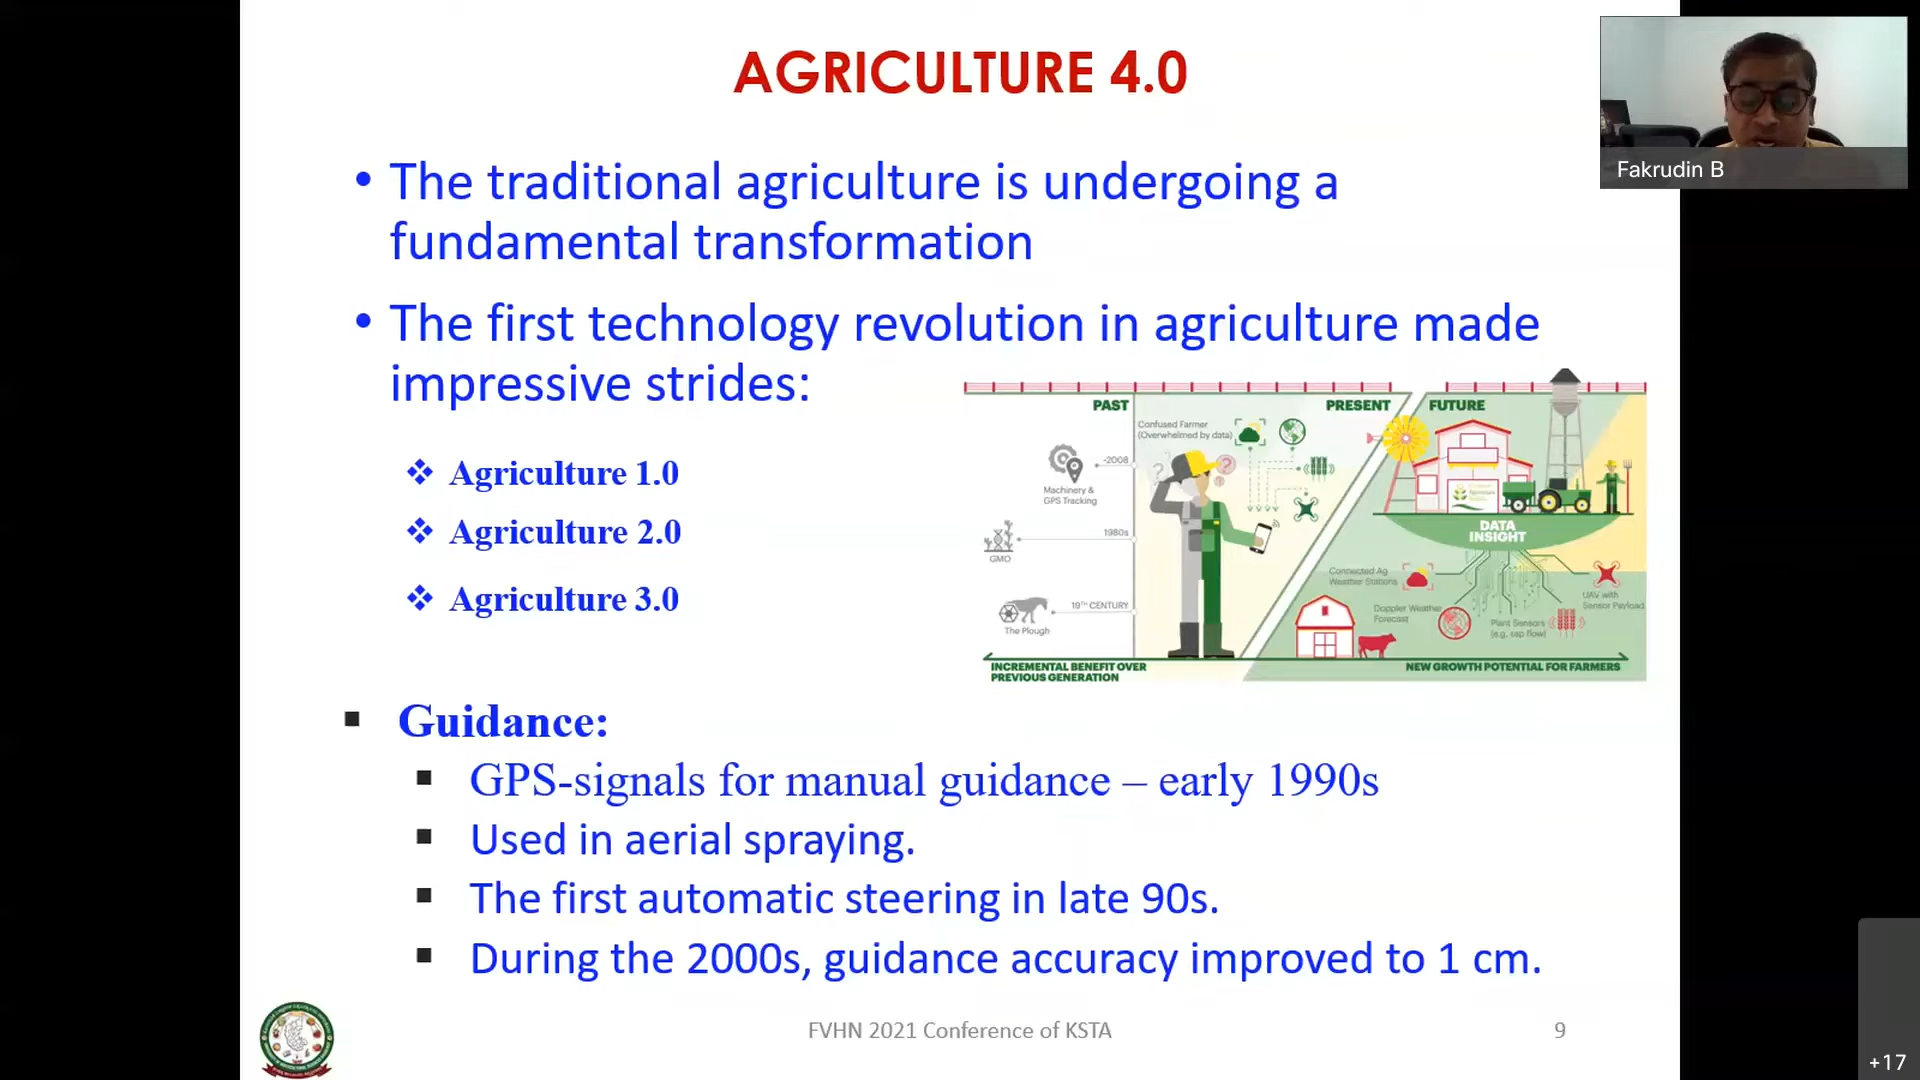 AGRICULTURE 4.0
Fakrudin B
• The traditional agriculture is undergoing a
fundamental transformation
• The first technology revolution in agriculture made
impressive strides:
❖ Agriculture 1.0
❖ Agriculture 2.0
❖ Agriculture 3.0
PAST
PRESENT
FUTURE
Confused Farmer
(Overwhelmed by data)
-2008
Machinery &
GPS Tracking
1980s
GMO
19TH CENTURY
The Plough
DATA
INSIGHT
Connected Ag
Weather Stations
UAV with
Sensor Payload
Doppler Weather
Forecast
Plant Sensors
(e.g. sap flow)
INCREMENTAL BENEFIT OVER
PREVIOUS GENERATION
NEW GROWTH POTENTIAL FOR FARMERS
▪ Guidance:
▪ GPS-signals for manual guidance – early 1990s
▪ Used in aerial spraying.
▪ The first automatic steering in late 90s.
▪ During the 2000s, guidance accuracy improved to 1 cm.
FVHN 2021 Conference of KSTA
9
+17